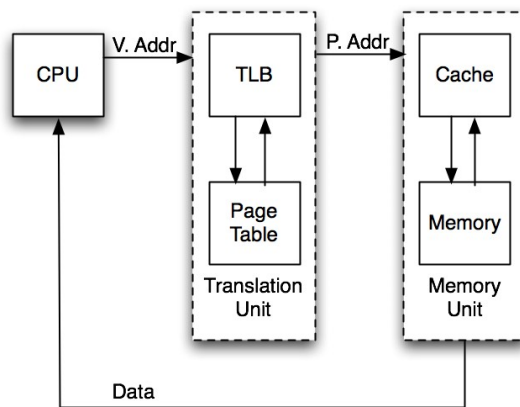 V. Addr
P. Addr
CPU
TLB
Cache
Page
Table
Memory
Translation
Unit
Memory
Unit
Data